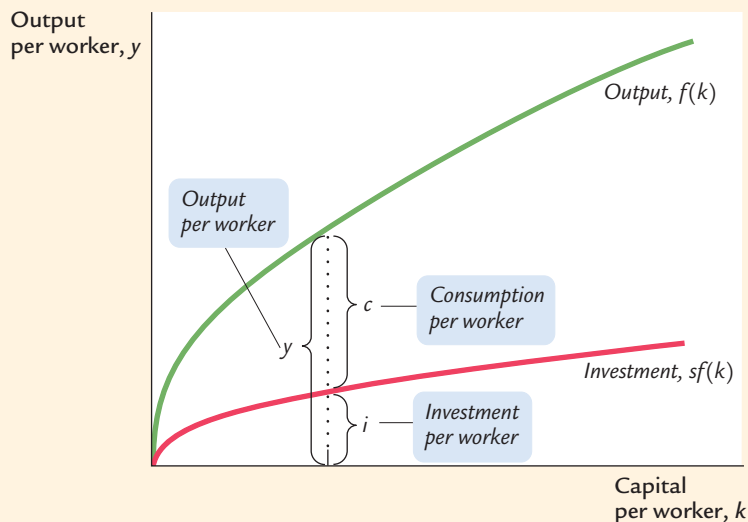 Output
per worker, y
Output, f(k)
Output
per worker
c
Consumption
per worker
y
Investment, sf(k)
i
Investment
per worker
Capital
per worker, k